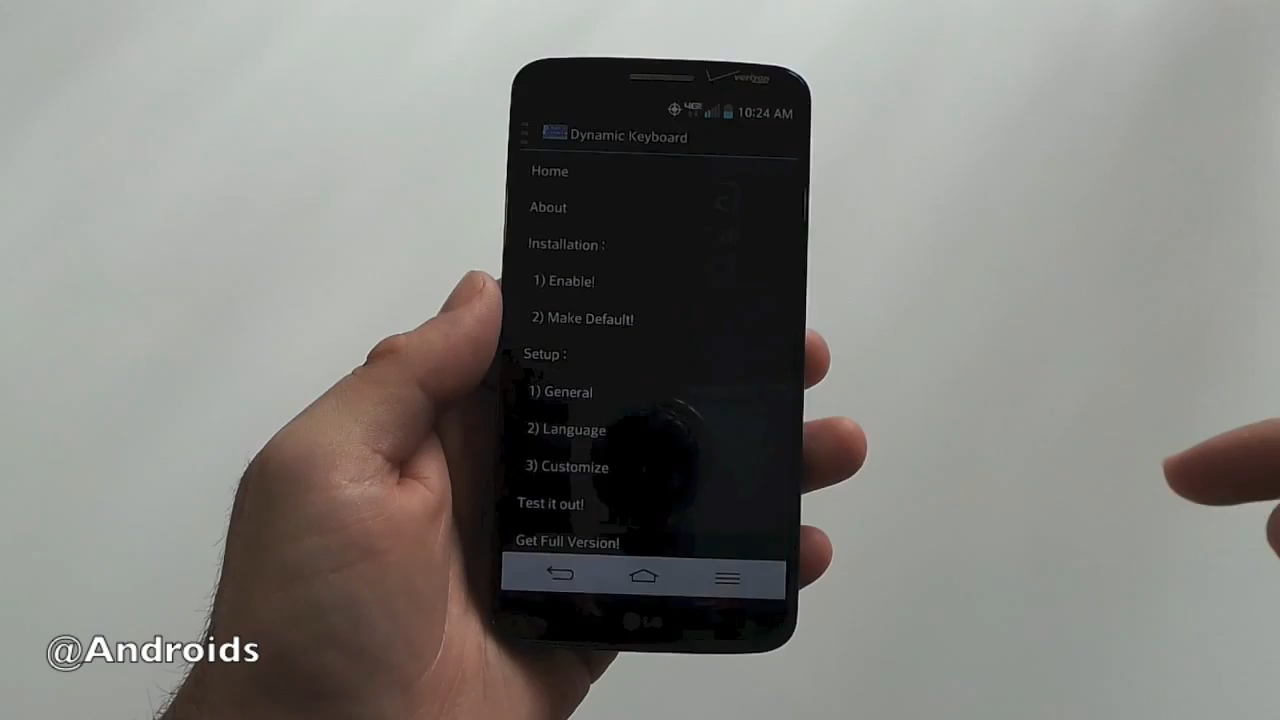 verizon
4G 10:24 AM
Dynamic Keyboard
Home
About
Installation :
1) Enable!
2) Make Default!
Setup :
1) General
2) Language
3) Customize
Test it out!
Get Full Version!
LG
@Androids